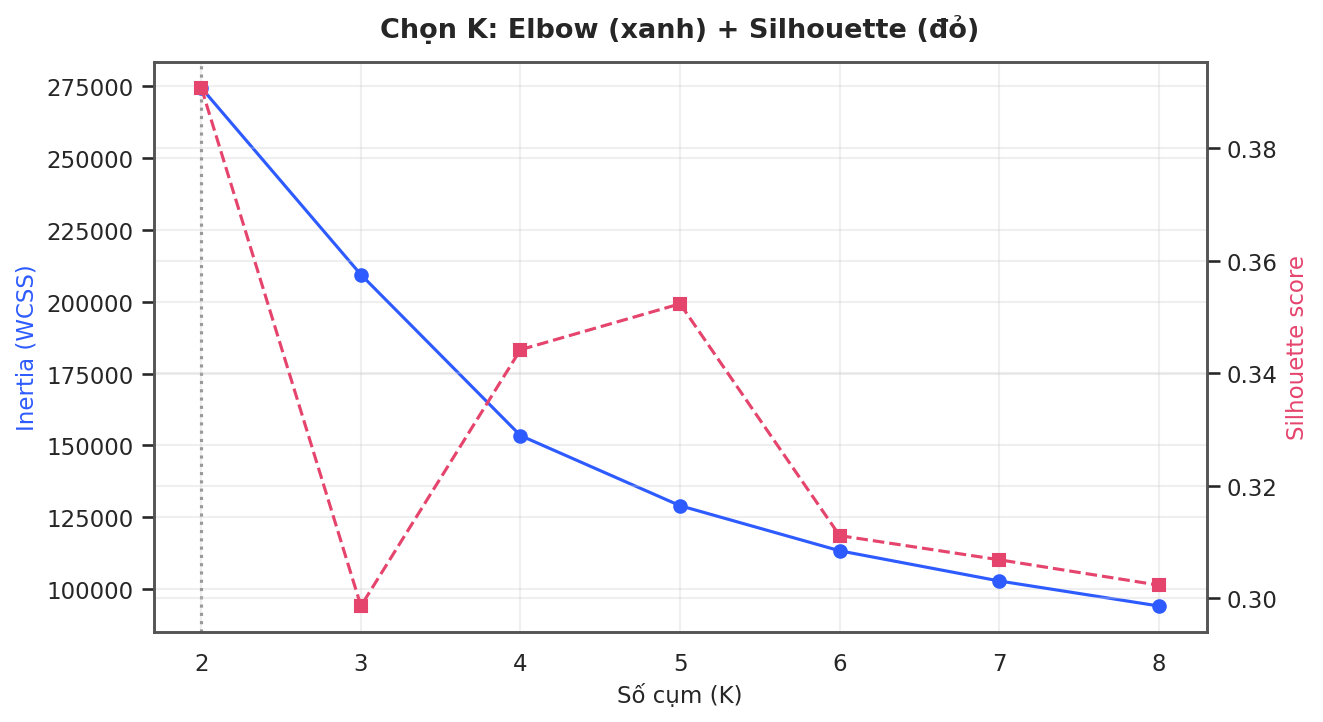 Chọn K: Elbow (xanh) + Silhouette (đỏ)
275000
250000
225000
200000
175000
150000
125000
100000
Inertia (WCSS)
0.38
0.36
0.34
0.32
0.30
Silhouette score
2 3 4 5 6 7 8
Số cụm (K)